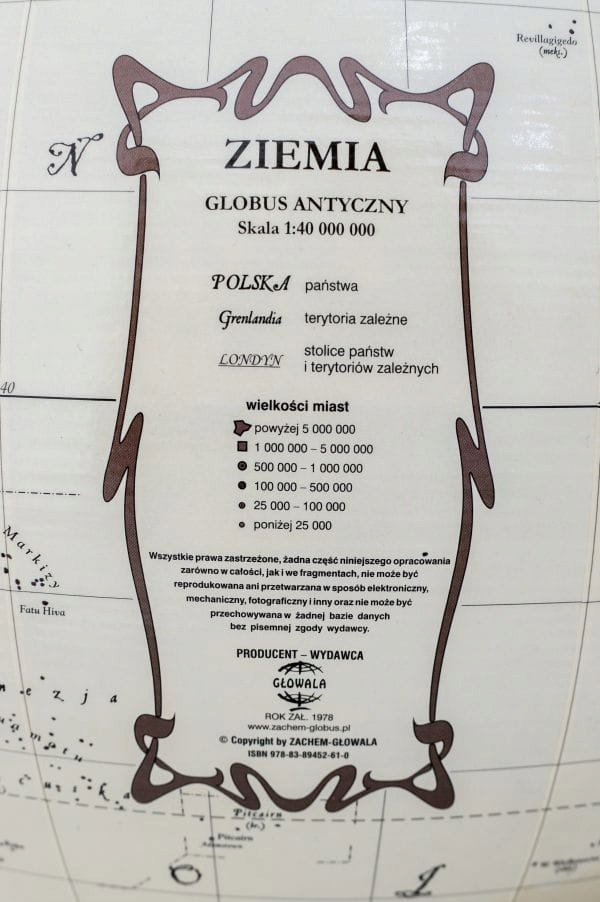 Revillagigedo
(meks.)
N
ZIEMIA
GLOBUS ANTYCZNY
Skala 1:40 000 000
POLSKA państwa
Grenlandia terytoria zależne
LONDYN stolice państw
i terytoriów zależnych
40
wielkości miast
powyżej 5 000 000
1 000 000 – 5 000 000
500 000 – 1 000 000
100 000 – 500 000
25 000 – 100 000
poniżej 25 000
Markizy
Fatu Hiva
Wszystkie prawa zastrzeżone, żadna część niniejszego opracowania
zarówno w całości, jak i we fragmentach, nie może być
reprodukowana ani przetwarzana w sposób elektroniczny,
mechaniczny, fotograficzny i inny oraz nie może być
przechowywana w żadnej bazie danych
bez pisemnej zgody wydawcy.
PRODUCENT – WYDAWCA
GŁOWALA
ROK ZAŁ. 1978
www.zachem-globus.pl
© Copyright by ZACHEM-GŁOWALA
ISBN 978-83-89452-61-0
n e z j a
Pitcairn
(br.)
Pitcairn
Adamstown
O I